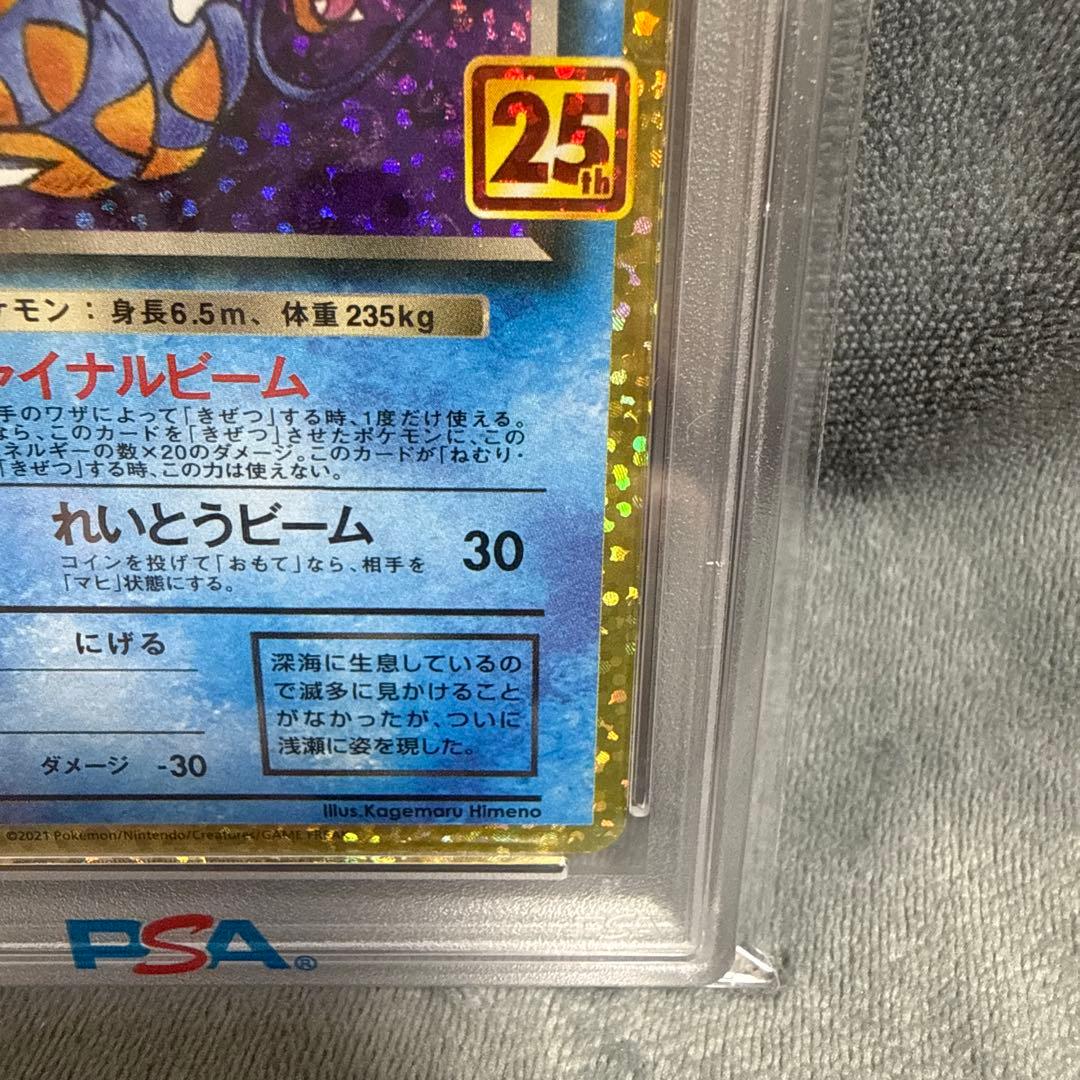 25th
ケモン：身長6.5m、体重235kg
ァイナルビーム
手のワザによって「きぜつ」する時、1度だけ使える。
なら、このカードを「きぜつ」させたポケモンに、この
ネルギーの数×20のダメージ。このカードが「ねむり・
「きぜつ」する時、この力は使えない。
れいとうビーム 30
コインを投げて「おもて」なら、相手を
「マヒ」状態にする。
にげる
深海に生息しているの
で滅多に見かけること
がなかったが、ついに
浅瀬に姿を現した。
ダメージ -30
Illus.Kagemaru Himeno
©2021 Pokémon/Nintendo/Creatures/GAME FREAK
PSA®